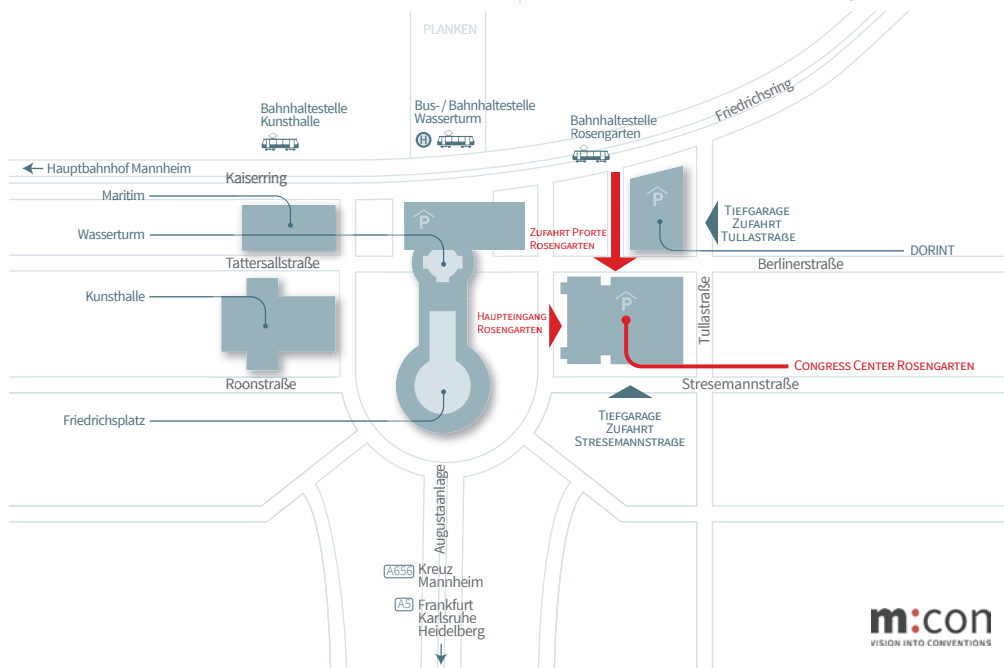 PLANKEN
Friedrichsring
Bahnhaltestelle
Kunsthalle
Bus- / Bahnhaltestelle
Wasserturm
H
Bahnhaltestelle
Rosengarten
Hauptbahnhof Mannheim
Kaiserring
Maritim
P
P
Tiefgarage
Zufahrt
Tullastraße
Wasserturm
Zufahrt Pforte
Rosengarten
DORINT
Tattersallstraße
Berlinerstraße
Kunsthalle
P
Haupteingang
Rosengarten
Tullastraße
Congress Center Rosengarten
Roonstraße
Stresemannstraße
Friedrichsplatz
Tiefgarage
Zufahrt
Stresemannstraße
Augustaanlage
A656 Kreuz
Mannheim
A5 Frankfurt
Karlsruhe
Heidelberg
m:con
VISION INTO CONVENTIONS